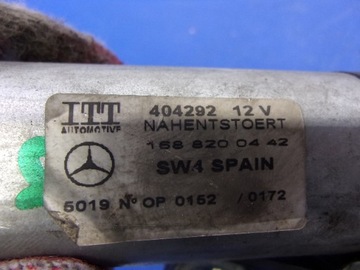 ITT 404292 12 V
AUTOMOTIVE NAHENTSTOERT
168 820 04 42
SW4 SPAIN
5019 Nº OP 0152 / 0172